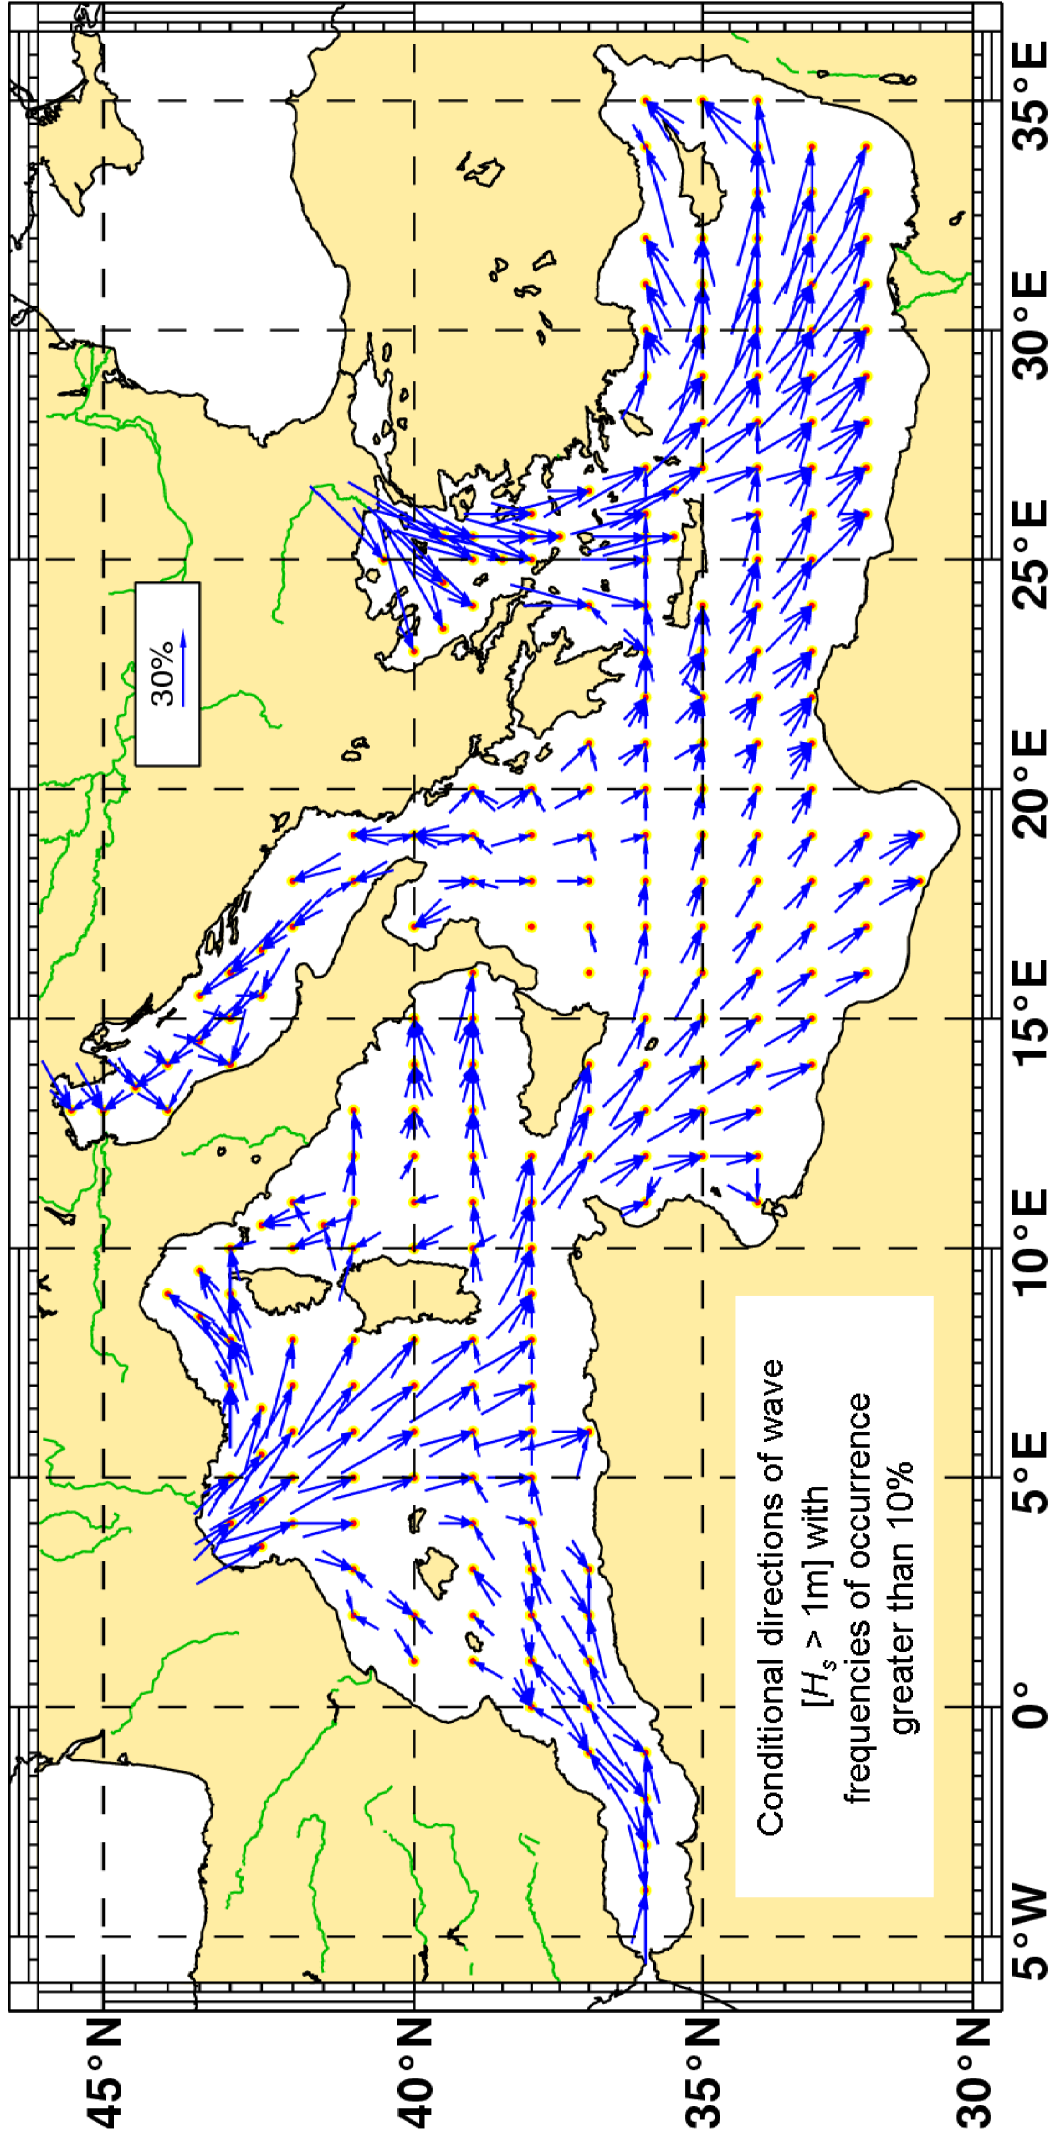 45°N
40°N
35°N
30°N
30%
Conditional directions of wave
[Hs > 1m] with
frequencies of occurrence
greater than 10%
5°W
0°
5°E
10°E
15°E
20°E
25°E
30°E
35°E